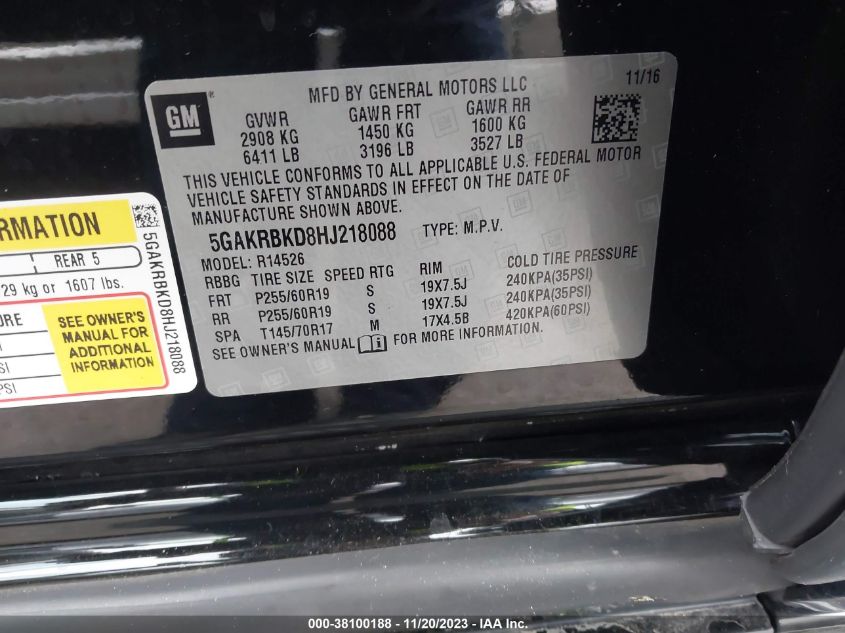 GM
MFD BY GENERAL MOTORS LLC
11/16
GVWR GAWR FRT GAWR RR
2908 KG 1450 KG 1600 KG
6411 LB 3196 LB 3527 LB
THIS VEHICLE CONFORMS TO ALL APPLICABLE U.S. FEDERAL MOTOR
VEHICLE SAFETY STANDARDS IN EFFECT ON THE DATE OF
MANUFACTURE SHOWN ABOVE.
5GAKRBKD8HJ218088 TYPE: M.P.V.
MODEL: R14526
RBBG TIRE SIZE SPEED RTG RIM COLD TIRE PRESSURE
FRT P255/60R19 S 19X7.5J 240KPA(35PSI)
RR P255/60R19 S 19X7.5J 240KPA(35PSI)
SPA T145/70R17 M 17X4.5B 420KPA(60PSI)
SEE OWNER'S MANUAL FOR MORE INFORMATION.
RMATION
REAR 5
29 kg or 1607 lbs.
URE
SEE OWNER'S
MANUAL FOR
ADDITIONAL
INFORMATION
SI
PSI
5GAKRBKD8HJ218088
000-38100188 - 11/20/2023 - IAA Inc.